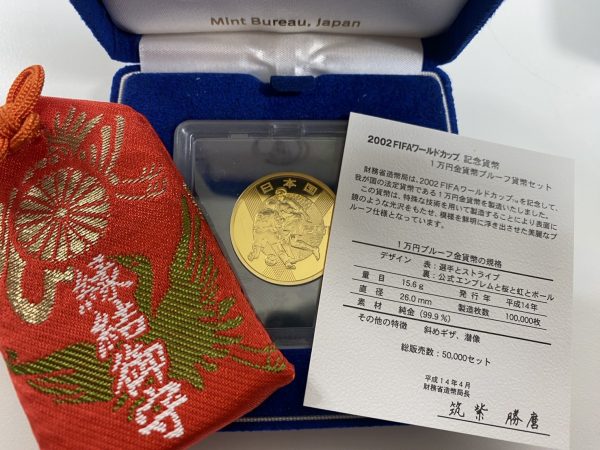 Mint Bureau, Japan
日本国
縁結御守
2002 FIFAワールドカップ 記念貨幣
1万円金貨幣プルーフ貨幣セット
財務省造幣局は、2002 FIFAワールドカップ™を記念して、
我が国の法定貨幣である1万円金貨幣を製造いたしました。
この貨幣は、特殊な技術を用いて製造することにより表面に
鏡のような光沢をもたせ、模様を鮮明に浮き出させた美麗なプ
ルーフ仕様となっています。
1万円プルーフ金貨幣の規格
デザイン 表：選手とストライプ
裏：公式エンブレムと桜と虹とボール
量目 15.6g 発行年 平成14年
直径 26.0mm 製造枚数 100,000枚
素材 純金(99.9%)
その他の特徴 斜めギザ、潜像
総販売数：50,000セット
平成14年4月
財務省造幣局長
筑紫 勝麿